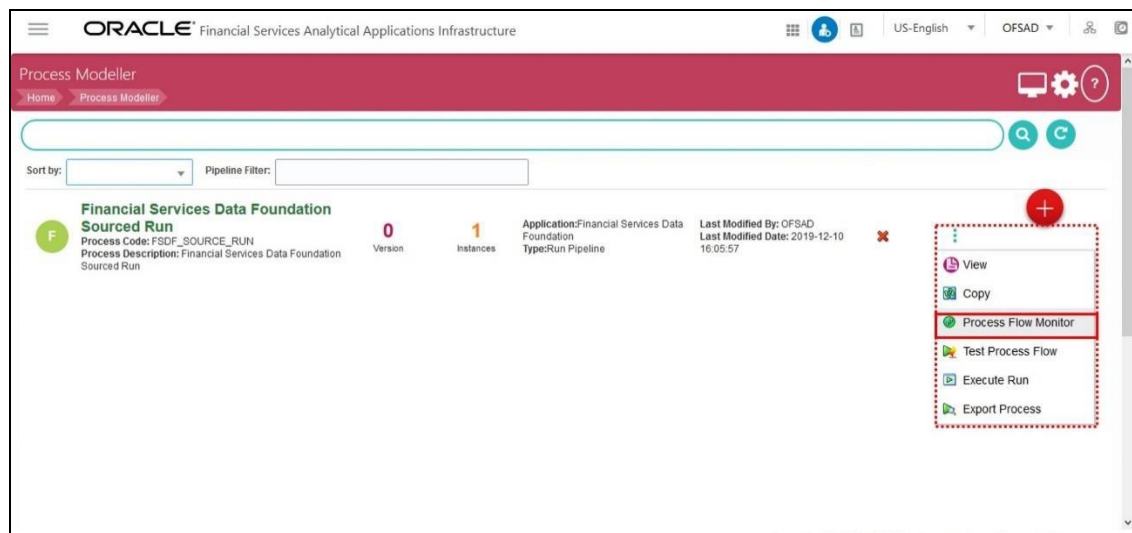 ORACLE® Financial Services Analytical Applications Infrastructure
US-English
OFSAD
Process Modeller
Home
Process Modeller
?
Sort by:
Pipeline Filter:
F
Financial Services Data Foundation
Sourced Run
Process Code: FSDF_SOURCE_RUN
Process Description: Financial Services Data Foundation
Sourced Run
0
Version
1
Instances
Application:Financial Services Data
Foundation
Type:Run Pipeline
Last Modified By: OFSAD
Last Modified Date: 2019-12-10
16:05:57
View
Copy
Process Flow Monitor
Test Process Flow
Execute Run
Export Process